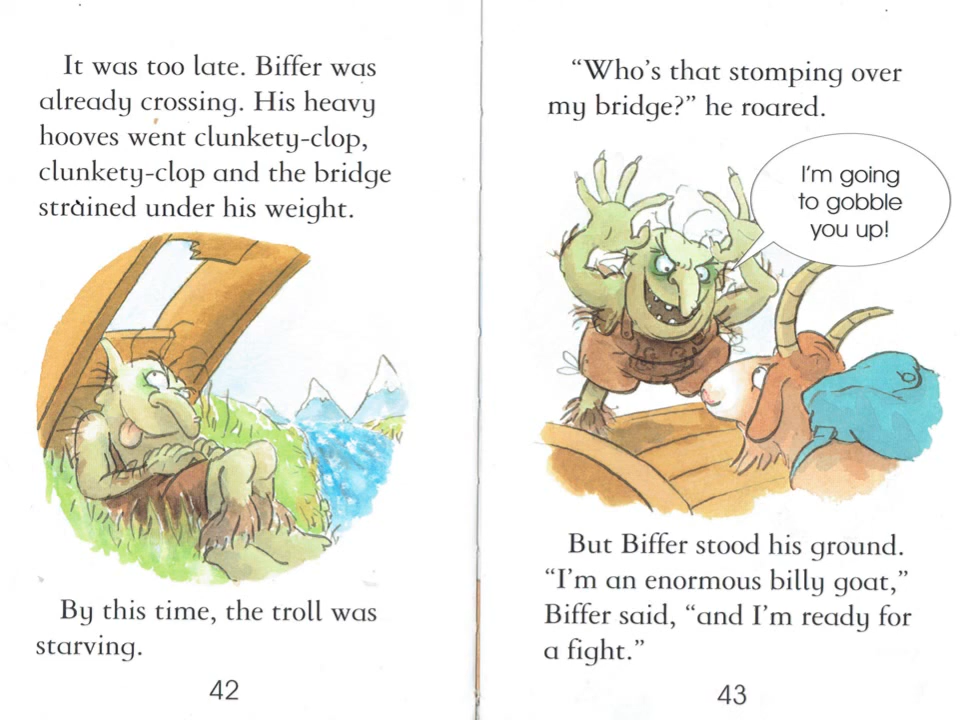 It was too late. Biffer was
already crossing. His heavy
hooves went clunkety-clop,
clunkety-clop and the bridge
strained under his weight.
By this time, the troll was
starving.
42
“Who’s that stomping over
my bridge?” he roared.
I’m going
to gobble
you up!
But Biffer stood his ground.
“I’m an enormous billy goat,”
Biffer said, “and I’m ready for
a fight.”
43